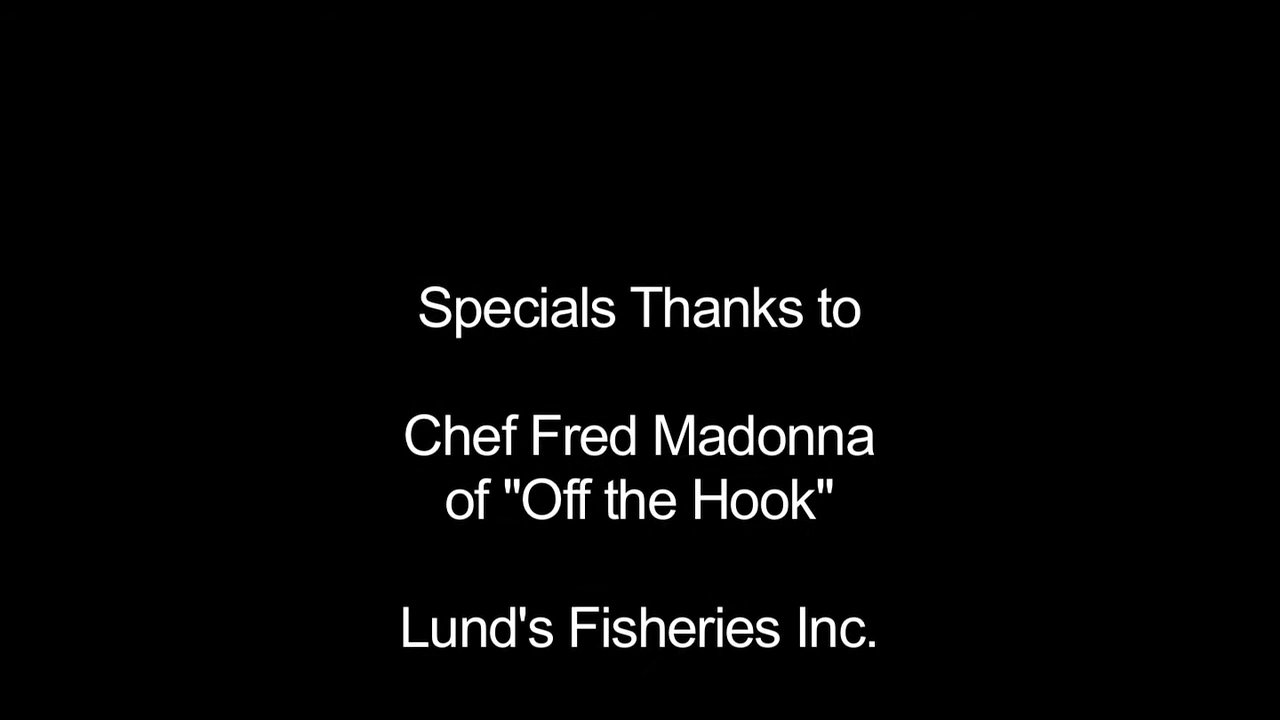 Specials Thanks to
Chef Fred Madonna
of "Off the Hook"
Lund's Fisheries Inc.